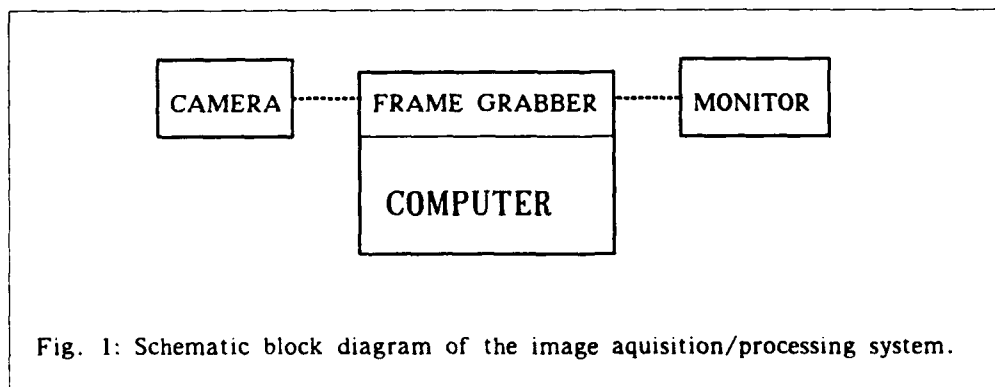 CAMERA FRAME GRABBER MONITOR
COMPUTER
Fig. 1: Schematic block diagram of the image aquisition/processing system.